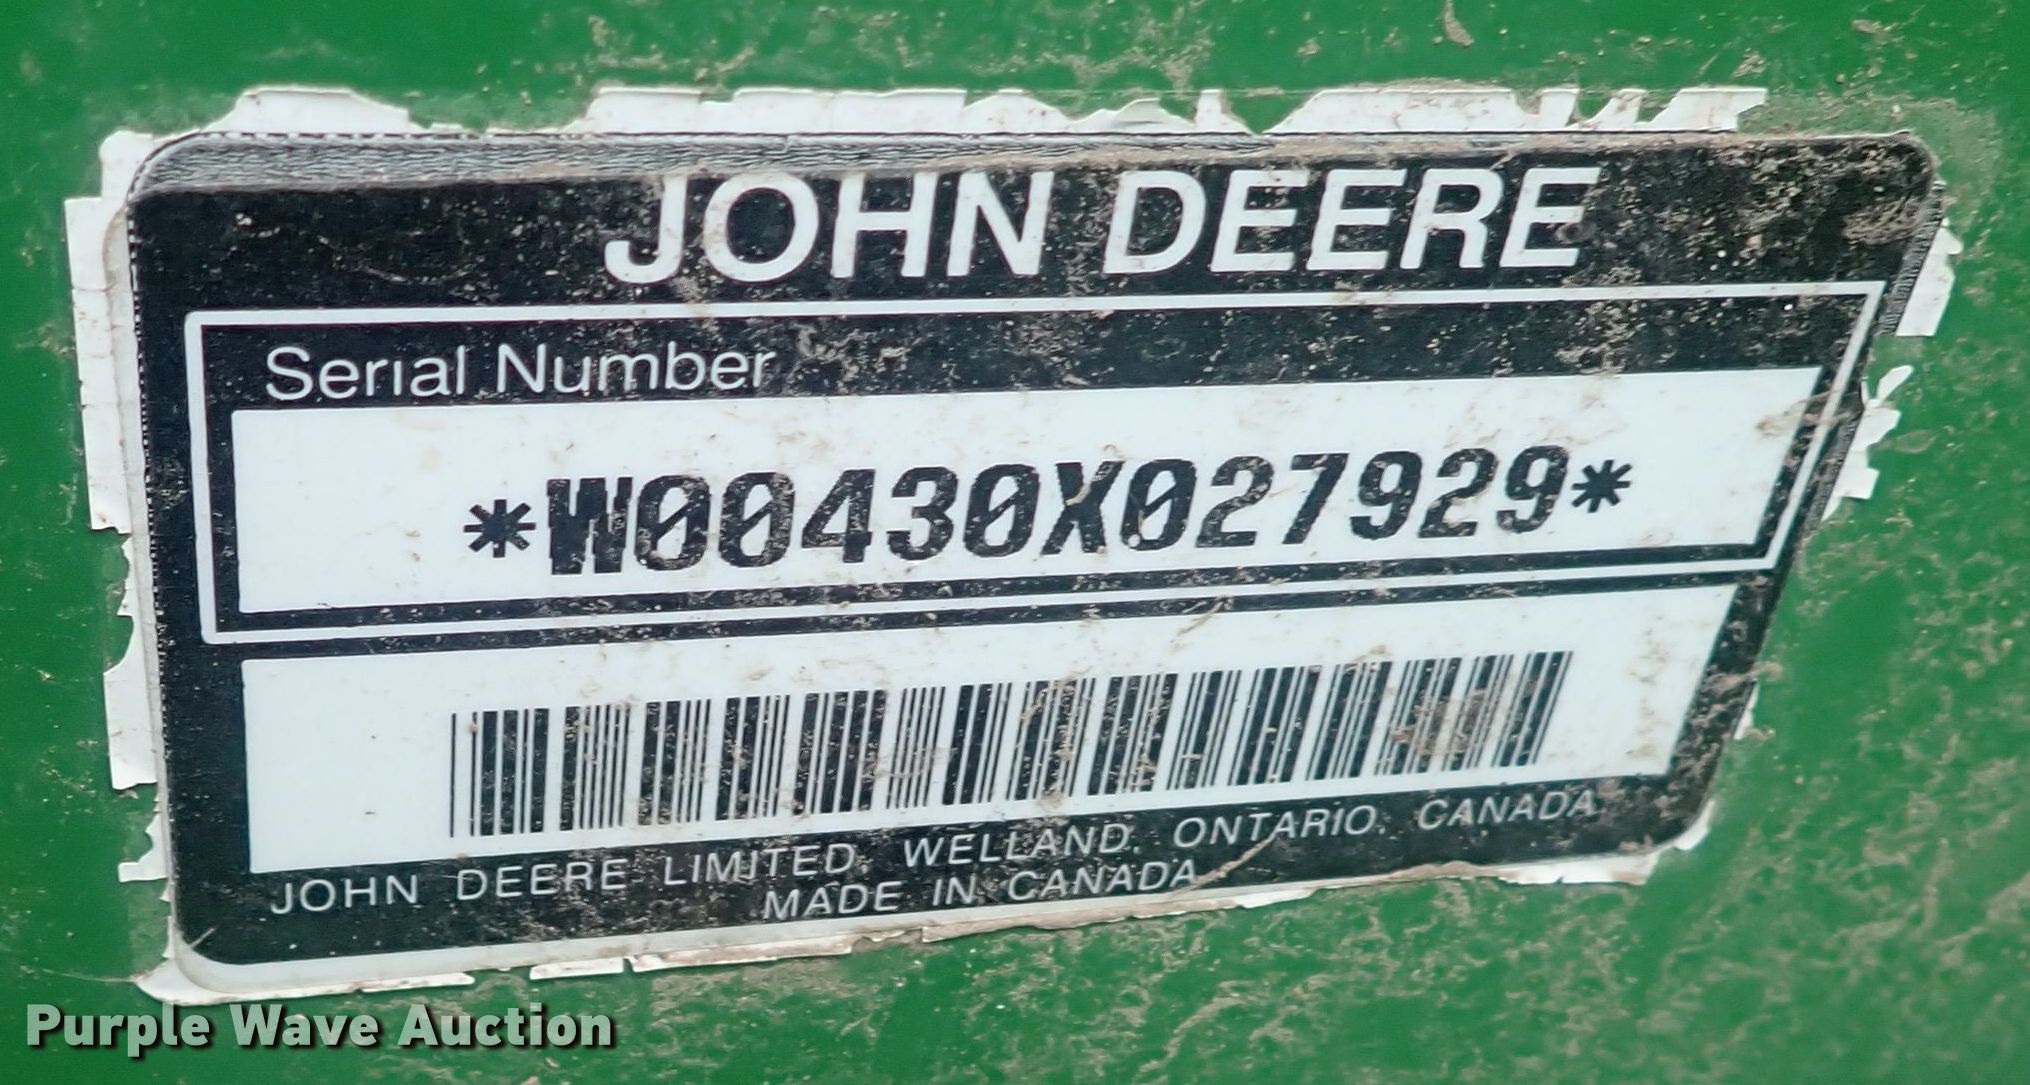 JOHN DEERE
Serial Number
*W00430X027929*
JOHN DEERE LIMITED, WELLAND, ONTARIO, CANADA
MADE IN CANADA
Purple Wave Auction